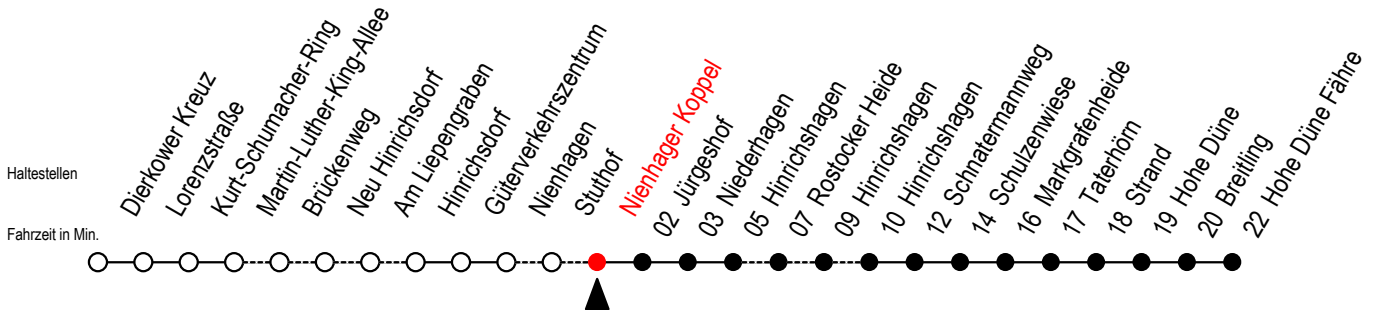 Haltestellen
Fahrzeit in Min.
Dierkower Kreuz
Lorenzstraße
Kurt-Schumacher-Ring
Martin-Luther-King-Allee
Brückenweg
Neu Hinrichsdorf
Am Liepengraben
Hinrichsdorf
Güterverkehrszentrum
Nienhagen
Stuthof
Nienhager Koppel
02 Jürgeshof
03 Niederhagen
05 Hinrichshagen
07 Rostocker Heide
09 Hinrichshagen
10 Hinrichshagen
12 Schnatermannweg
14 Schulzenwiese
16 Markgrafenheide
17 Taterhörn
18 Strand
19 Hohe Düne
20 Breitling
22 Hohe Düne Fähre